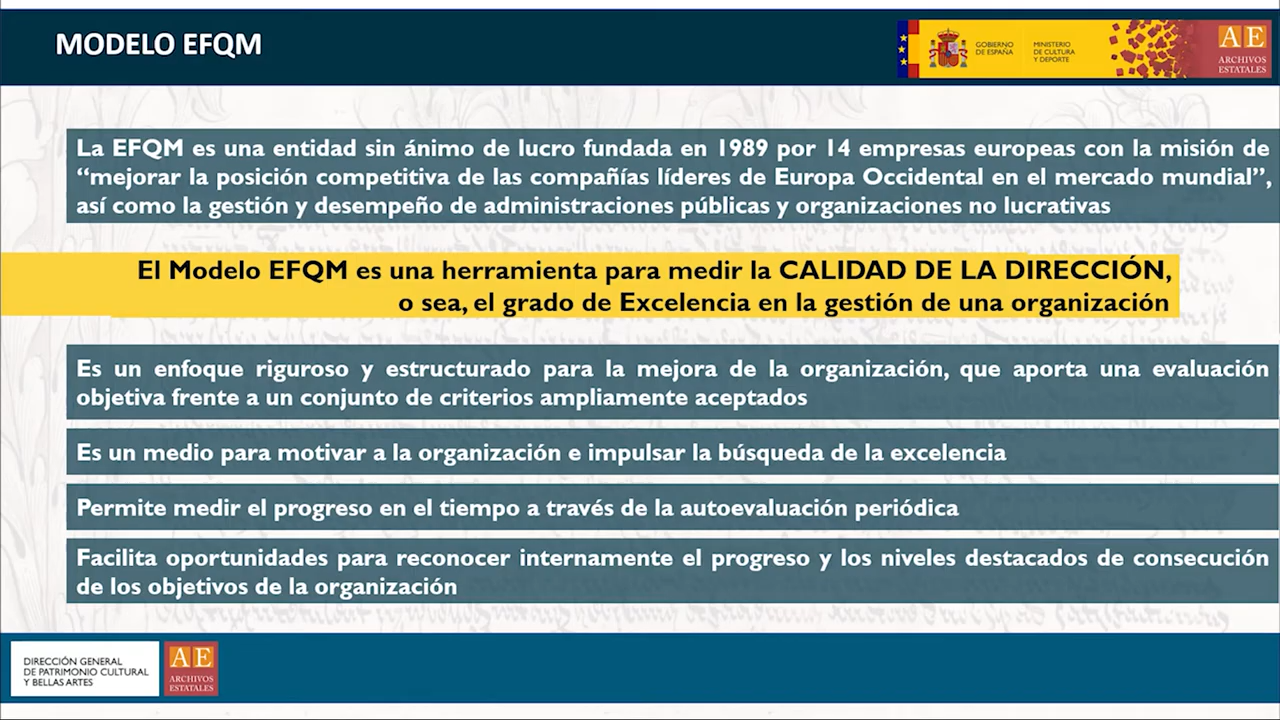 MODELO EFQM
GOBIERNO
DE ESPAÑA
MINISTERIO
DE CULTURA
Y DEPORTE
AE
ARCHIVOS
ESTATALES
La EFQM es una entidad sin ánimo de lucro fundada en 1989 por 14 empresas europeas con la misión de
“mejorar la posición competitiva de las compañías líderes de Europa Occidental en el mercado mundial”,
así como la gestión y desempeño de administraciones públicas y organizaciones no lucrativas
El Modelo EFQM es una herramienta para medir la CALIDAD DE LA DIRECCIÓN,
o sea, el grado de Excelencia en la gestión de una organización
Es un enfoque riguroso y estructurado para la mejora de la organización, que aporta una evaluación
objetiva frente a un conjunto de criterios ampliamente aceptados
Es un medio para motivar a la organización e impulsar la búsqueda de la excelencia
Permite medir el progreso en el tiempo a través de la autoevaluación periódica
Facilita oportunidades para reconocer internamente el progreso y los niveles destacados de consecución
de los objetivos de la organización
DIRECCIÓN GENERAL
DE PATRIMONIO CULTURAL
Y BELLAS ARTES
AE
ARCHIVOS
ESTATALES